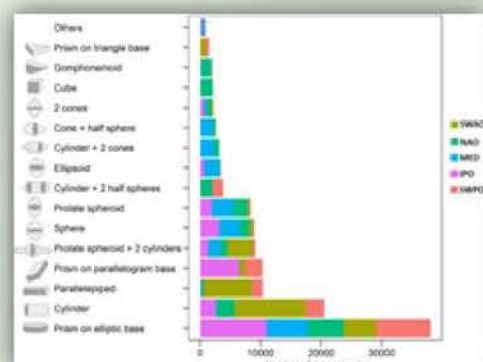 Others
Prism on triangle base
Gomphonemoid
Cube
2 cones
Cone + half sphere
Cylinder + 2 cones
Ellipsoid
Cylinder + 2 half spheres
Prolate spheroid
Sphere
Prolate spheroid + 2 cylinders
Prism on parallelogram base
Parallelepiped
Cylinder
Prism on elliptic base
NAO
MED
IPO
0 10000 20000 30000